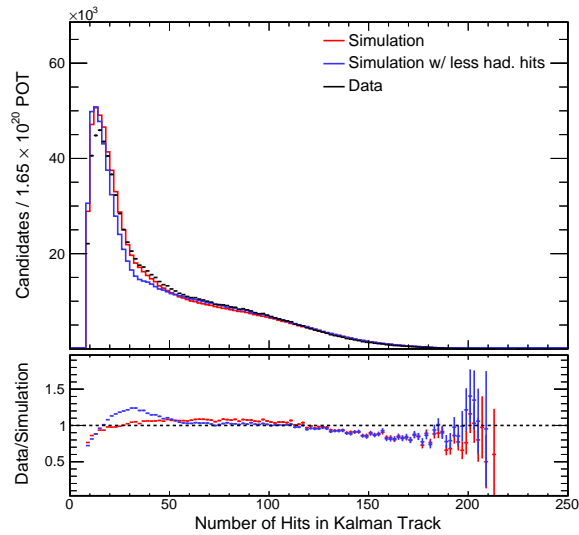 ×10³
60
40
20
Candidates / 1.65 × 10²⁰ POT
Simulation
Simulation w/ less had. hits
Data
1.5
1
0.5
Data/Simulation
0 50 100 150 200 250
Number of Hits in Kalman Track